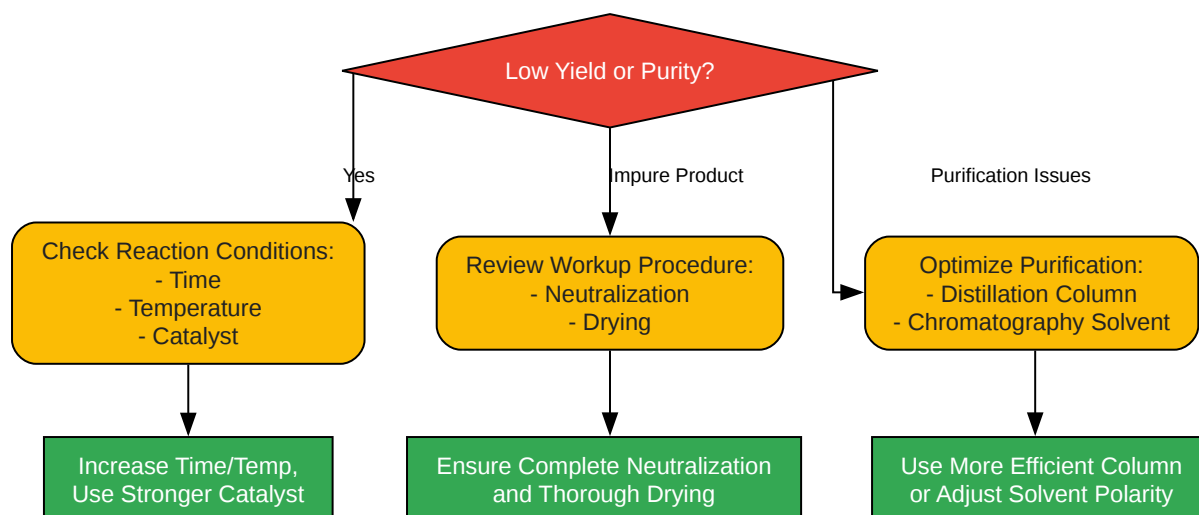 Low Yield or Purity?
Yes
Impure Product
Purification Issues
Check Reaction Conditions:
- Time
- Temperature
- Catalyst
Review Workup Procedure:
- Neutralization
- Drying
Optimize Purification:
- Distillation Column
- Chromatography Solvent
Increase Time/Temp,
Use Stronger Catalyst
Ensure Complete Neutralization
and Thorough Drying
Use More Efficient Column
or Adjust Solvent Polarity